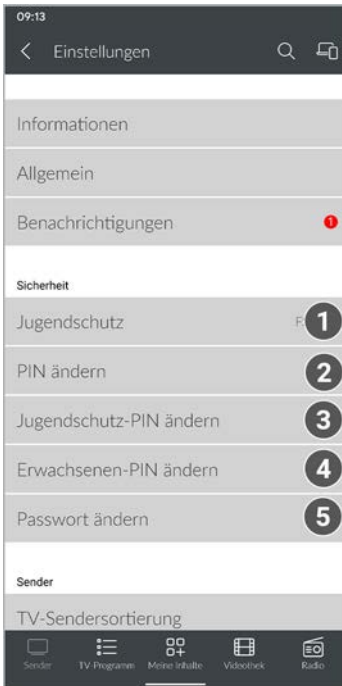 09:13
Einstellungen
Informationen
Allgemein
Benachrichtigungen 1
Sicherheit
Jugendschutz 1
PIN ändern 2
Jugendschutz-PIN ändern 3
Erwachsenen-PIN ändern 4
Passwort ändern 5
Sender
TV-Sendersortierung
Sender TV-Programm Meine Inhalte Videothek Radio